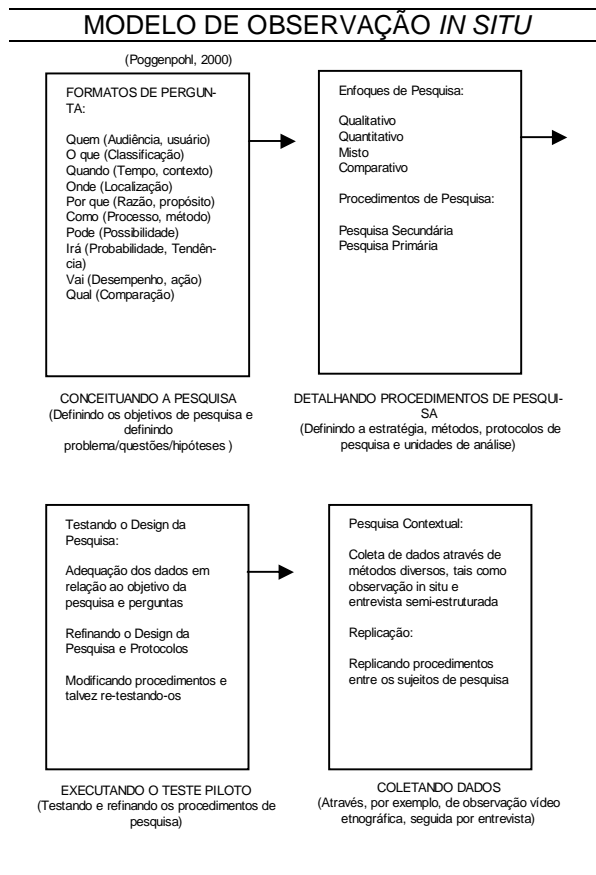 MODELO DE OBSERVAÇÃO IN SITU
(Poggenpohl, 2000)
FORMATOS DE PERGUN-
TA:
Quem (Audiência, usuário)
O que (Classificação)
Quando (Tempo, contexto)
Onde (Localização)
Por que (Razão, propósito)
Como (Processo, método)
Pode (Possibilidade)
Irá (Probabilidade, Tendên-
cia)
Vai (Desempenho, ação)
Qual (Comparação)
CONCEITUANDO A PESQUISA
(Definindo os objetivos de pesquisa e
definindo
problema/questões/hipóteses )
Enfoques de Pesquisa:
Qualitativo
Quantitativo
Misto
Comparativo
Procedimentos de Pesquisa:
Pesquisa Secundária
Pesquisa Primária
DETALHANDO PROCEDIMENTOS DE PESQUI-
SA
(Definindo a estratégia, métodos, protocolos de
pesquisa e unidades de análise)
Testando o Design da
Pesquisa:
Adequação dos dados em
relação ao objetivo da
pesquisa e perguntas
Refinando o Design da
Pesquisa e Protocolos
Modificando procedimentos e
talvez re-testando-os
EXECUTANDO O TESTE PILOTO
(Testando e refinando os procedimentos de
pesquisa)
Pesquisa Contextual:
Coleta de dados através de
métodos diversos, tais como
observação in situ e
entrevista semi-estruturada
Replicação:
Replicando procedimentos
entre os sujeitos de pesquisa
COLETANDO DADOS
(Através, por exemplo, de observação vídeo
etnográfica, seguida por entrevista)